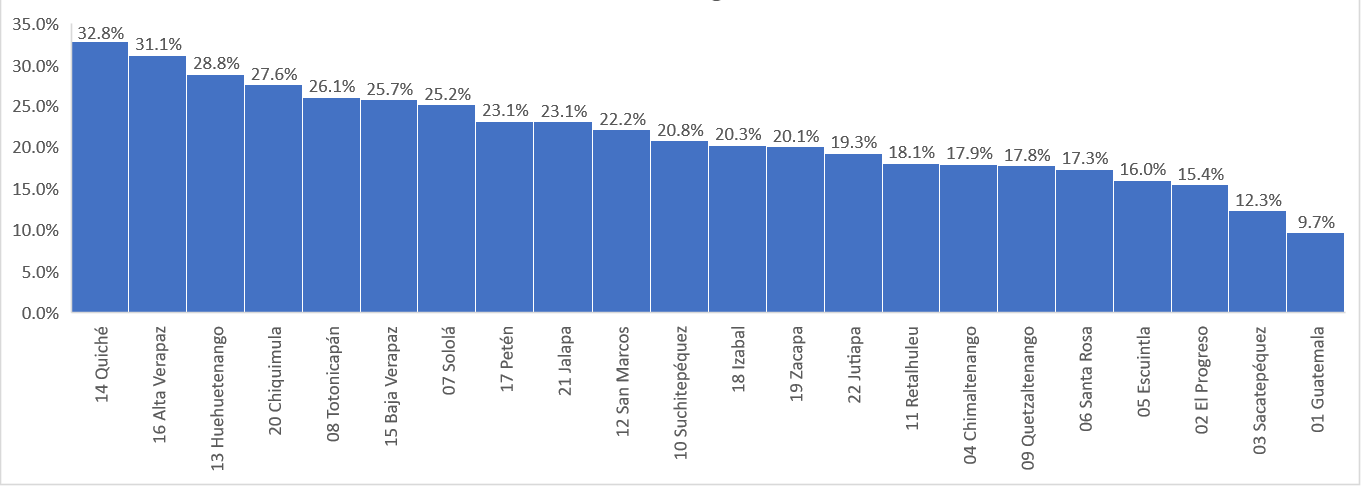 35.0%
30.0%
25.0%
20.0%
15.0%
10.0%
5.0%
0.0%
32.8%
31.1%
28.8%
27.6%
26.1%
25.7%
25.2%
23.1%
23.1%
22.2%
20.8%
20.3%
20.1%
19.3%
18.1%
17.9%
17.8%
17.3%
16.0%
15.4%
12.3%
9.7%
14 Quiché
16 Alta Verapaz
13 Huehuetenango
20 Chiquimula
08 Totonicapán
15 Baja Verapaz
07 Sololá
17 Petén
21 Jalapa
12 San Marcos
10 Suchitepéquez
18 Izabal
19 Zacapa
22 Jutiapa
11 Retalhuleu
04 Chimaltenango
09 Quetzaltenango
06 Santa Rosa
05 Escuintla
02 El Progreso
03 Sacatepéquez
01 Guatemala